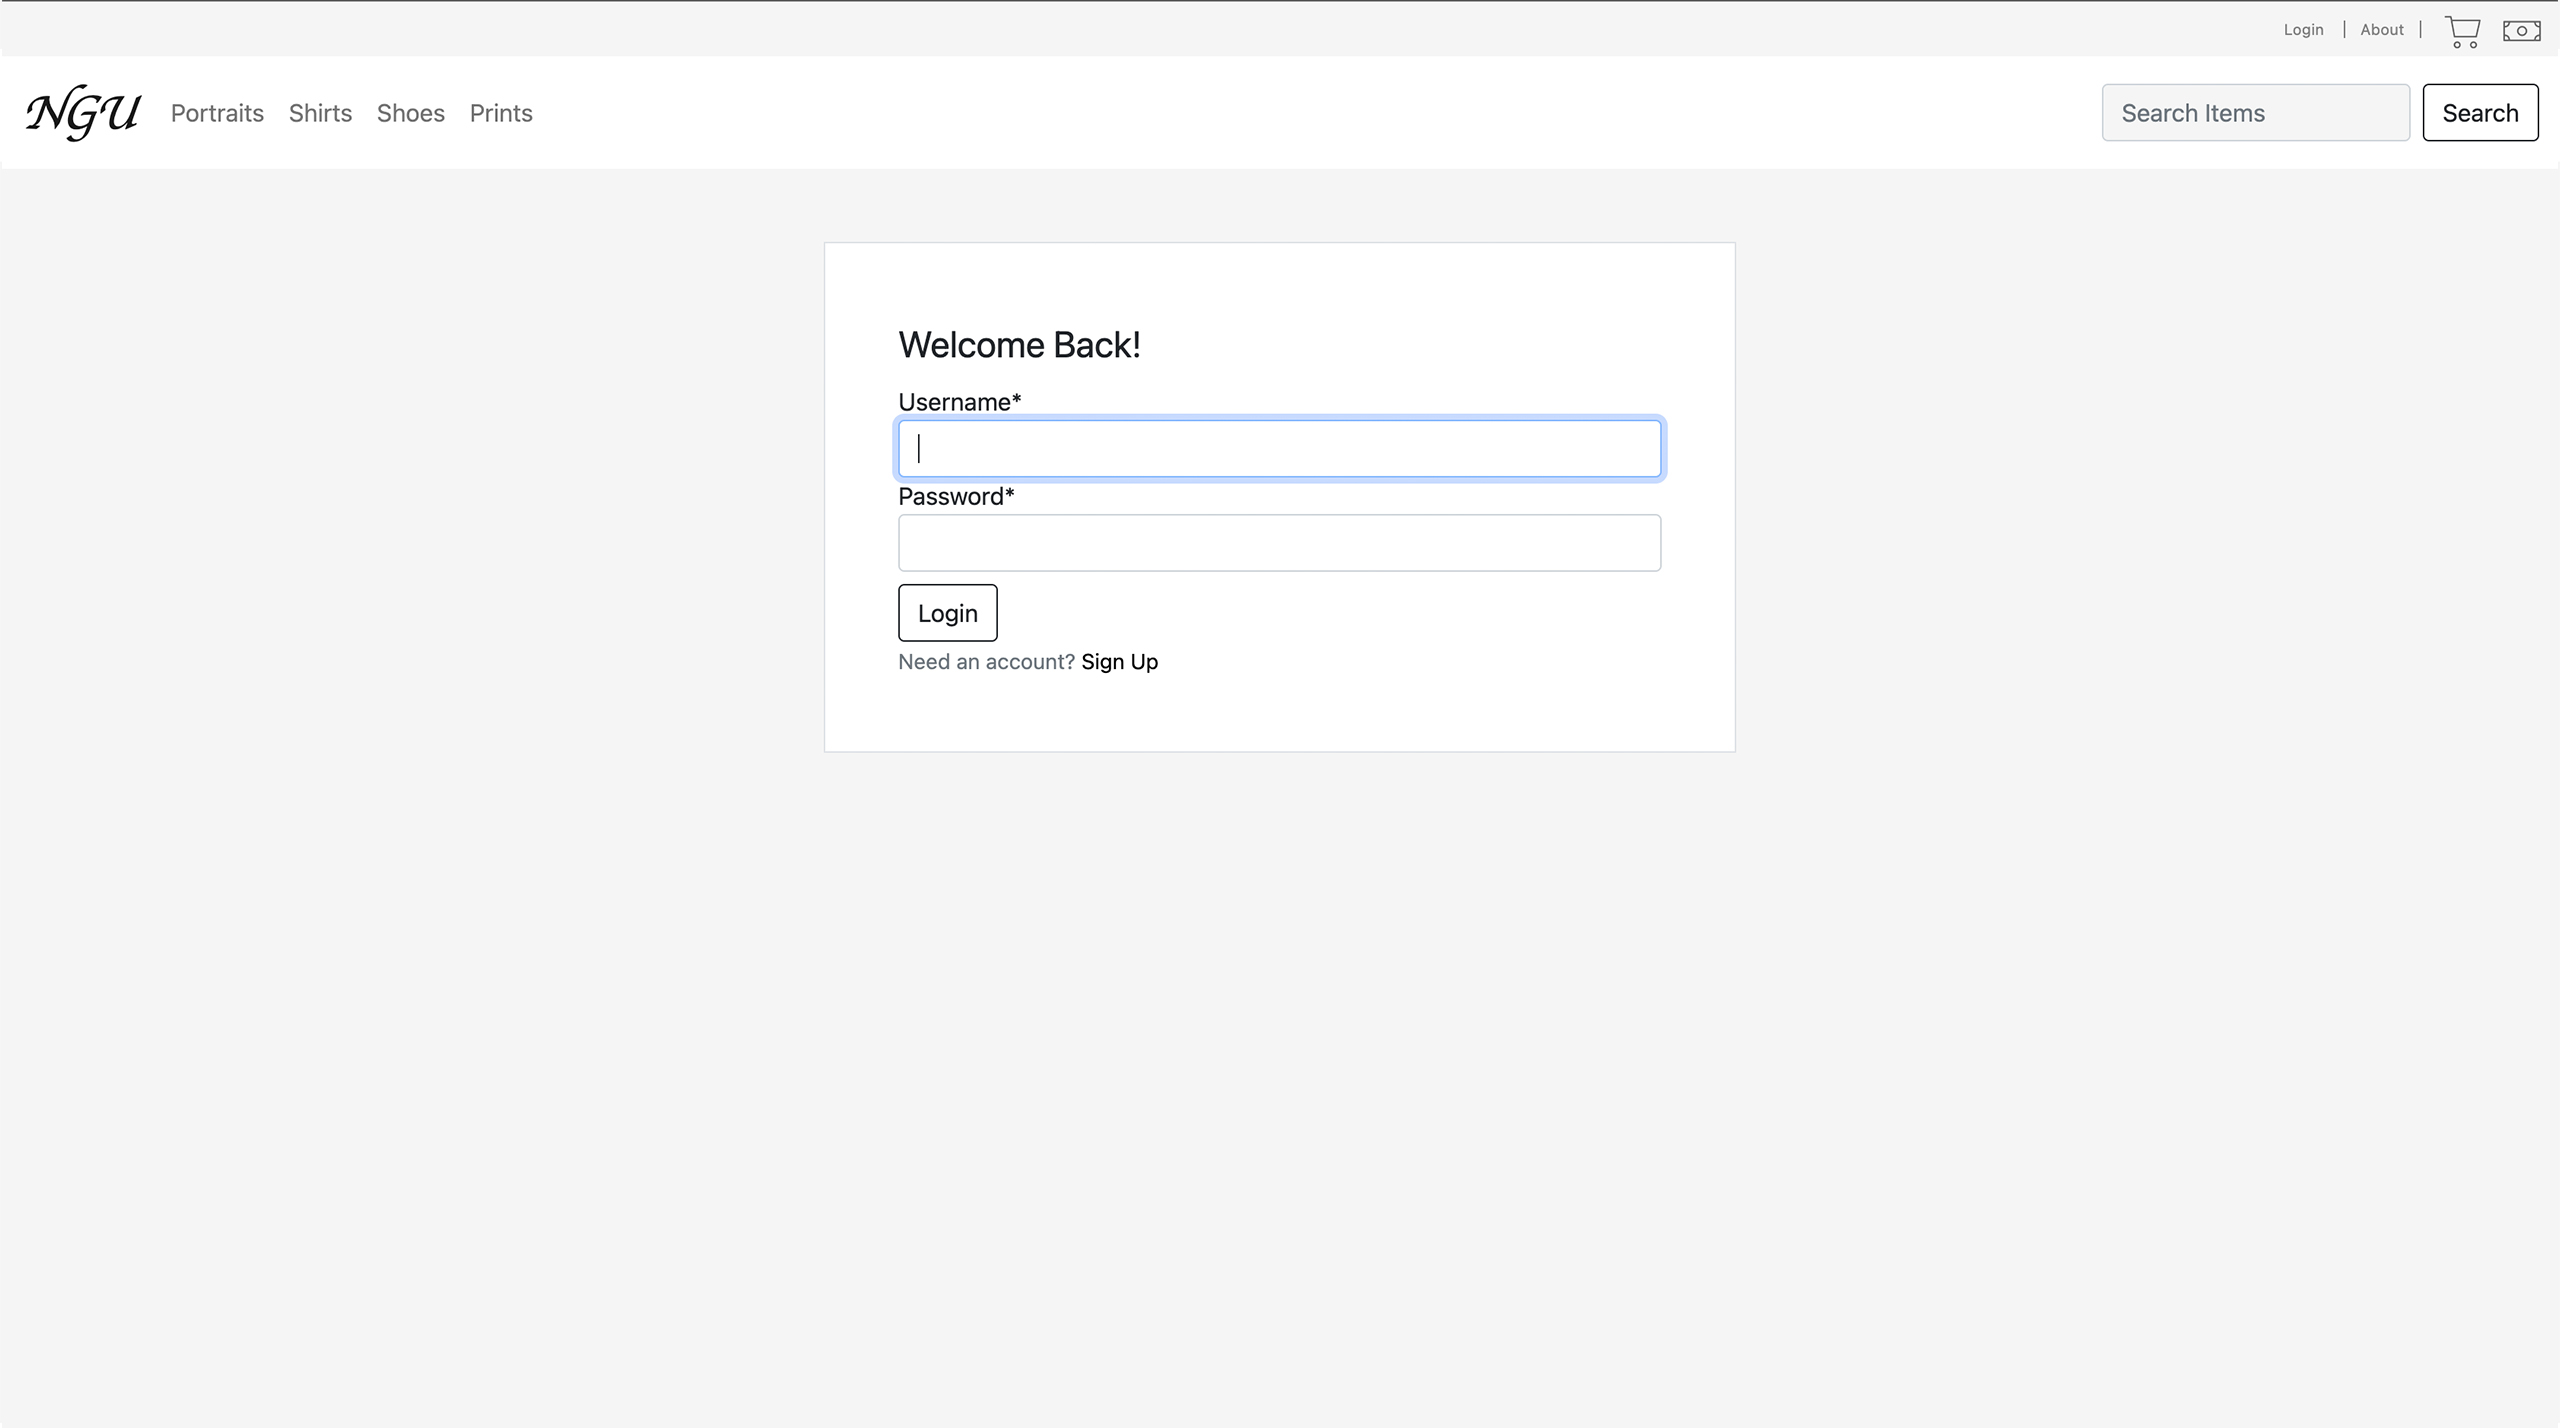 Login | About |
NGU Portraits Shirts Shoes Prints Search Items Search
Welcome Back!
Username*
Password*
Login
Need an account? Sign Up